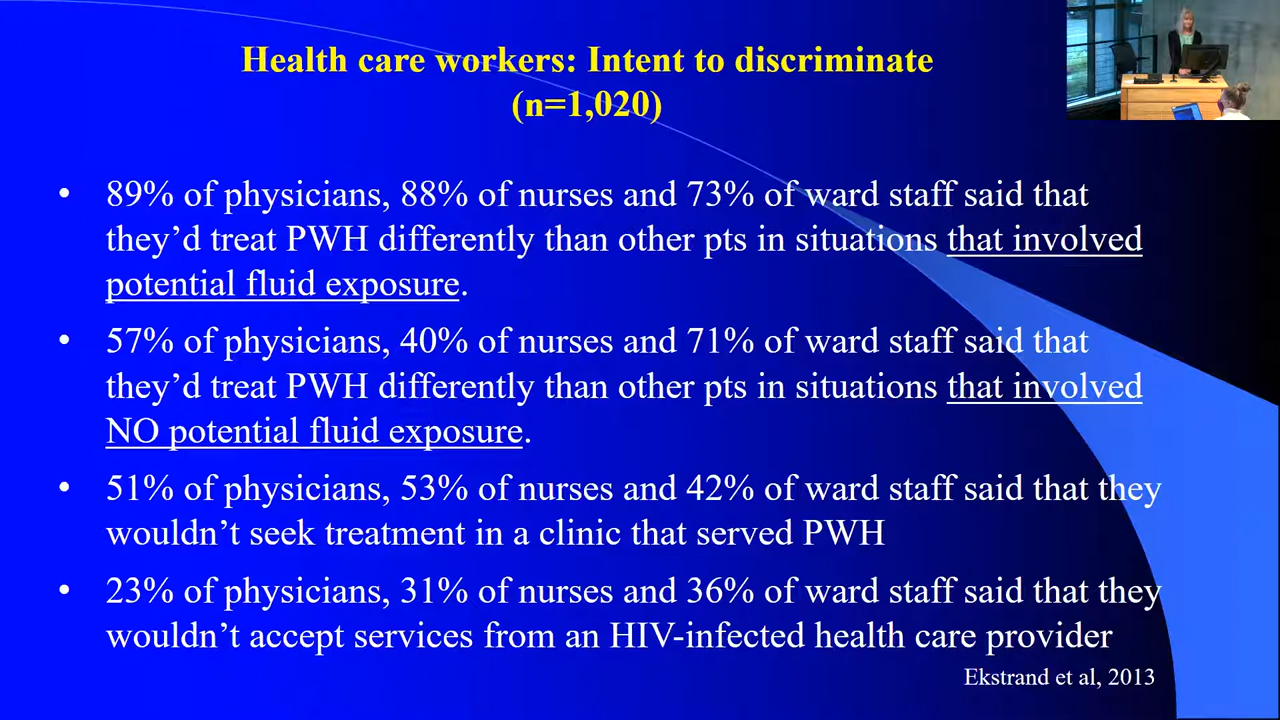 Health care workers: Intent to discriminate
(n=1,020)
• 89% of physicians, 88% of nurses and 73% of ward staff said that
they'd treat PWH differently than other pts in situations that involved
potential fluid exposure.
• 57% of physicians, 40% of nurses and 71% of ward staff said that
they'd treat PWH differently than other pts in situations that involved
NO potential fluid exposure.
• 51% of physicians, 53% of nurses and 42% of ward staff said that they
wouldn't seek treatment in a clinic that served PWH
• 23% of physicians, 31% of nurses and 36% of ward staff said that they
wouldn't accept services from an HIV-infected health care provider
Ekstrand et al, 2013